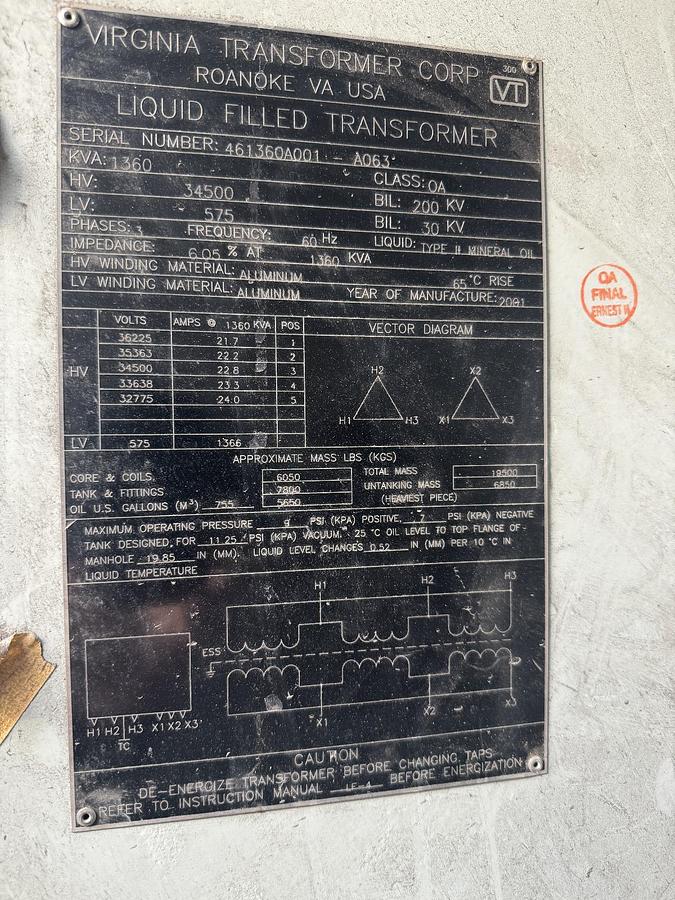 VIRGINIA TRANSFORMER CORP 300 VT
ROANOKE VA USA
LIQUID FILLED TRANSFORMER
SERIAL NUMBER: 461360A001 - A063
KVA: 1360 CLASS: OA
HV: 34500 BIL: 200 KV
LV: 575 BIL: 30 KV
PHASES: 3 FREQUENCY: 60 Hz LIQUID: TYPE II MINERAL OIL
IMPEDANCE: 6.05 % AT 1360 KVA
HV WINDING MATERIAL: ALUMINUM 65 °C RISE
LV WINDING MATERIAL: ALUMINUM YEAR OF MANUFACTURE: 2001
VOLTS AMPS @ 1360 KVA POS VECTOR DIAGRAM
36225 21.7 1
35363 22.2 2
HV 34500 22.8 3
33638 23.3 4
32775 24.0 5
H2 X2
H1 H3 X1 X3
LV 575 1366
APPROXIMATE MASS LBS (KGS)
CORE & COILS 6050 TOTAL MASS 19500
TANK & FITTINGS 7800 UNTANKING MASS 6850
OIL U.S. GALLONS (M³) 755 5650 (HEAVIEST PIECE)
MAXIMUM OPERATING PRESSURE 9 PSI (KPA) POSITIVE, 7 PSI (KPA) NEGATIVE
TANK DESIGNED FOR 11.25 PSI (KPA) VACUUM. 25 °C OIL LEVEL TO TOP FLANGE OF
MANHOLE 19.85 IN (MM). LIQUID LEVEL CHANGES 0.52 IN (MM) PER 10 °C IN
LIQUID TEMPERATURE
H1 H2 H3
ESS
X1 X2 X3
H1 H2 H3 X1 X2 X3
TC
CAUTION
DE-ENERGIZE TRANSFORMER BEFORE CHANGING TAPS
REFER TO INSTRUCTION MANUAL BEFORE ENERGIZATION
QA
FINAL